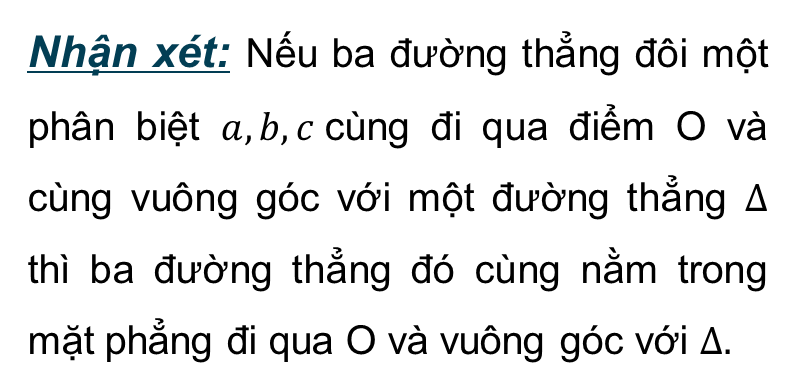 Nhận xét: Nếu ba đường thẳng đôi một
phân biệt a, b, c cùng đi qua điểm O và
cùng vuông góc với một đường thẳng Δ
thì ba đường thẳng đó cùng nằm trong
mặt phẳng đi qua O và vuông góc với Δ.